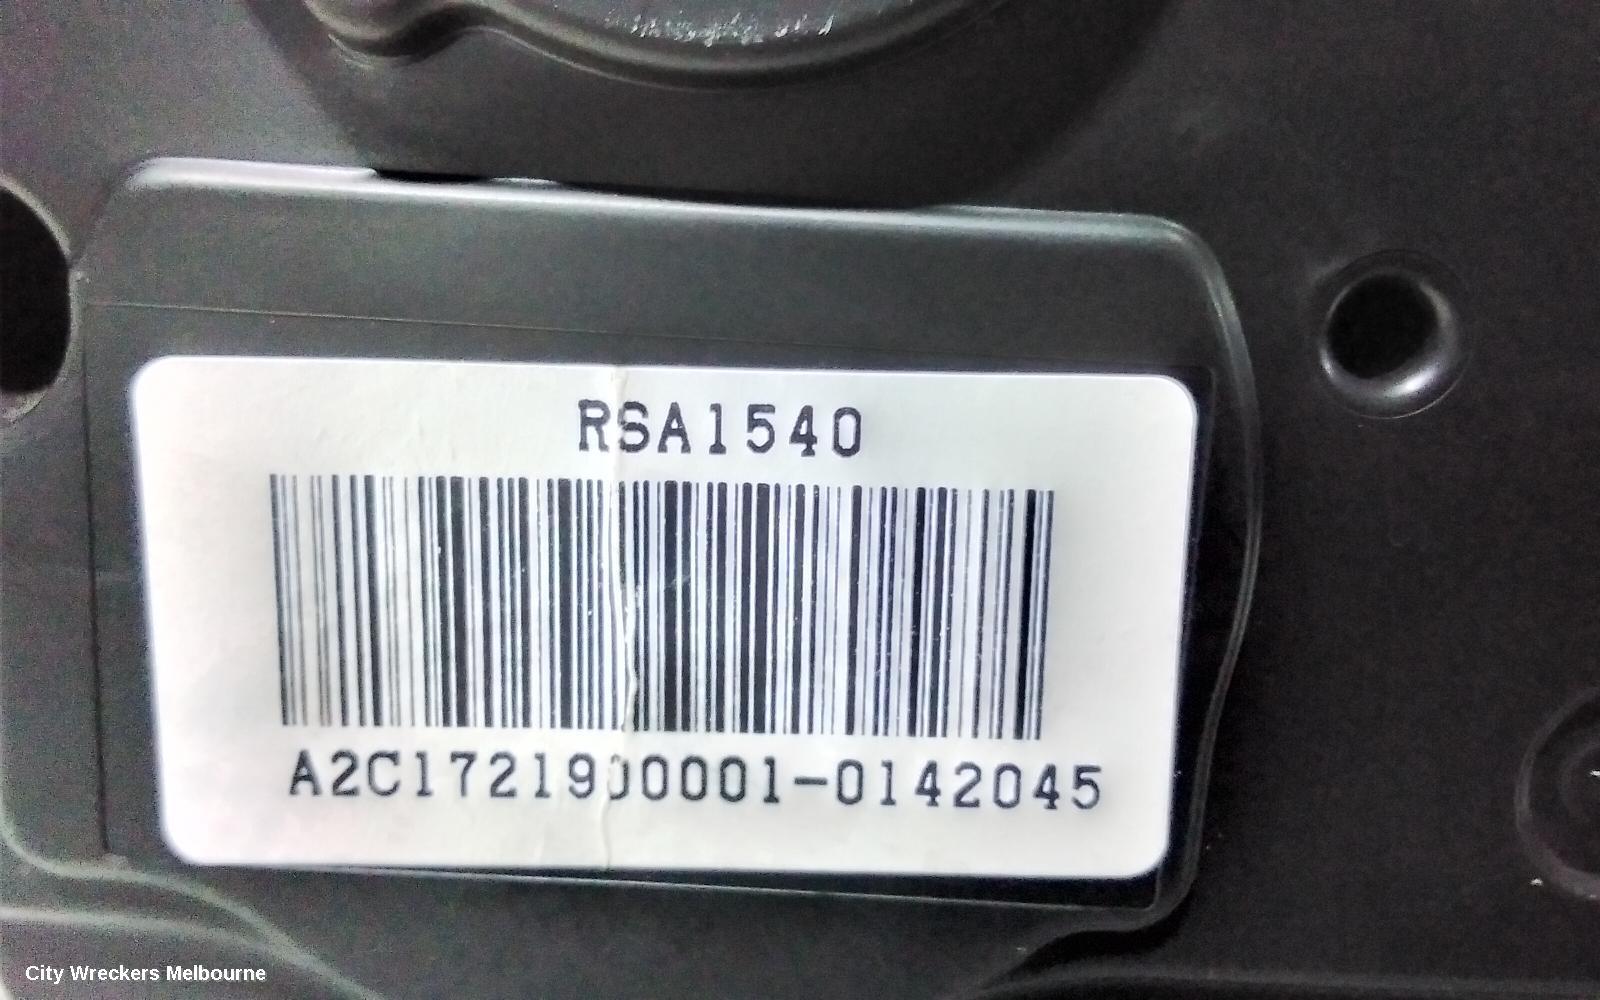 RSA1540
A2C1721900001-0142045
City Wreckers Melbourne